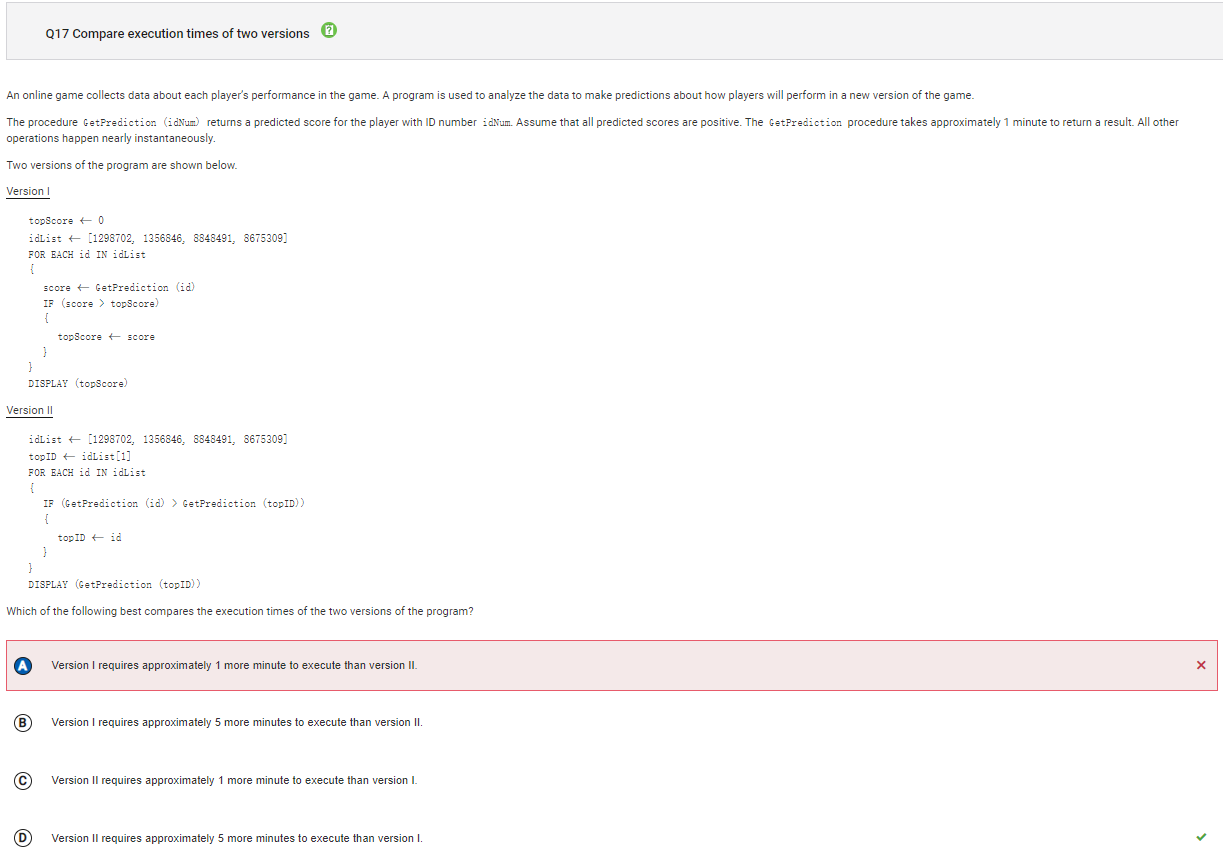 Q17 Compare execution times of two versions ?
An online game collects data about each player's performance in the game. A program is used to analyze the data to make predictions about how players will perform in a new version of the game.
The procedure GetPrediction (idNum) returns a predicted score for the player with ID number idNum. Assume that all predicted scores are positive. The GetPrediction procedure takes approximately 1 minute to return a result. All other
operations happen nearly instantaneously.
Two versions of the program are shown below.
Version I
topScore ← 0
idList ← [1298702, 1356846, 8848491, 8675309]
FOR EACH id IN idList
{
score ← GetPrediction (id)
IF (score > topScore)
{
topScore ← score
}
}
DISPLAY (topScore)
Version II
idList ← [1298702, 1356846, 8848491, 8675309]
topID ← idList[1]
FOR EACH id IN idList
{
IF (GetPrediction (id) > GetPrediction (topID))
{
topID ← id
}
}
DISPLAY (GetPrediction (topID))
Which of the following best compares the execution times of the two versions of the program?
A Version I requires approximately 1 more minute to execute than version II.
B Version I requires approximately 5 more minutes to execute than version II.
C Version II requires approximately 1 more minute to execute than version I.
D Version II requires approximately 5 more minutes to execute than version I.